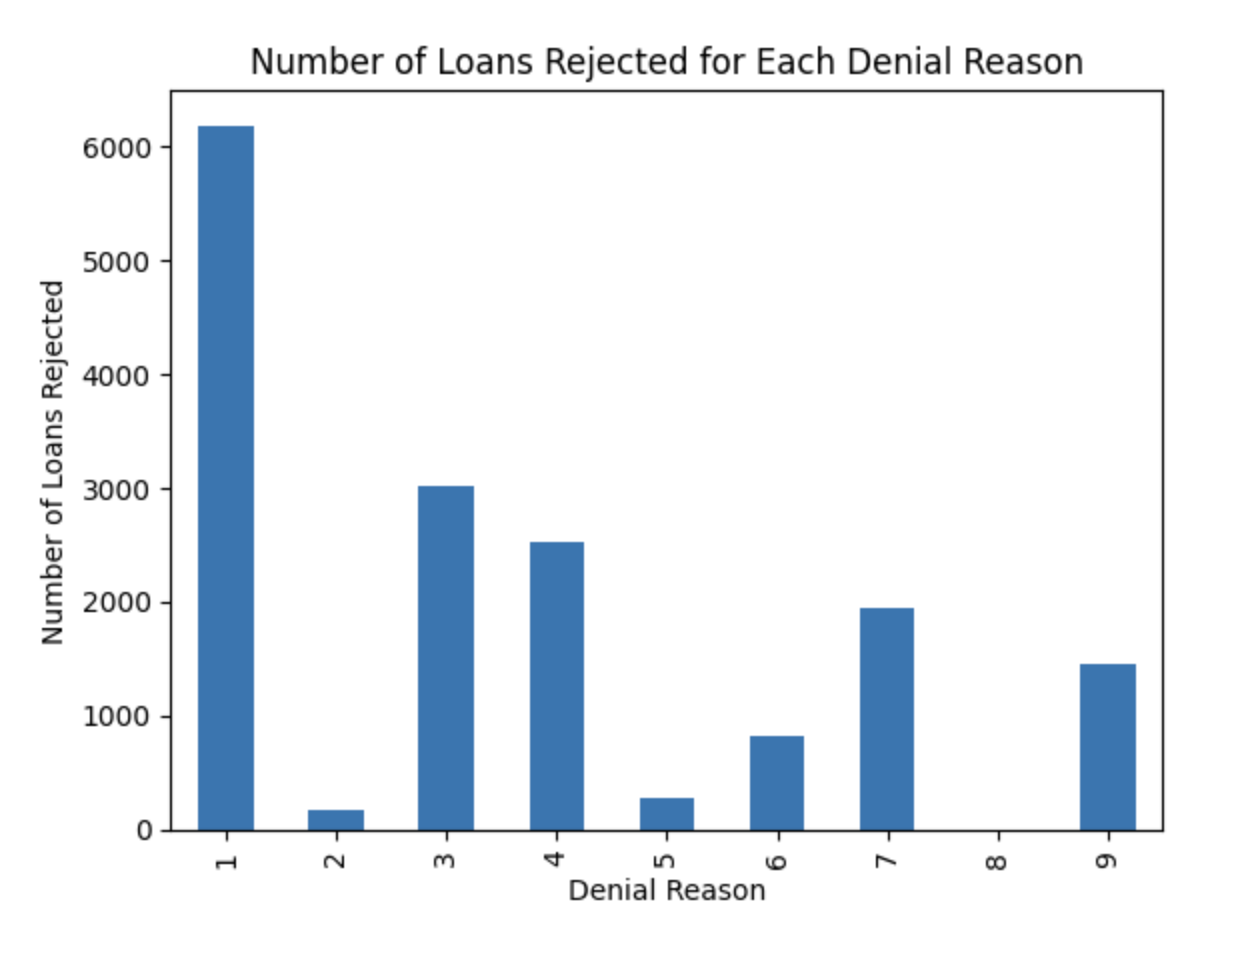 Number of Loans Rejected for Each Denial Reason
Number of Loans Rejected
6000
5000
4000
3000
2000
1000
0
1 2 3 4 5 6 7 8 9
Denial Reason